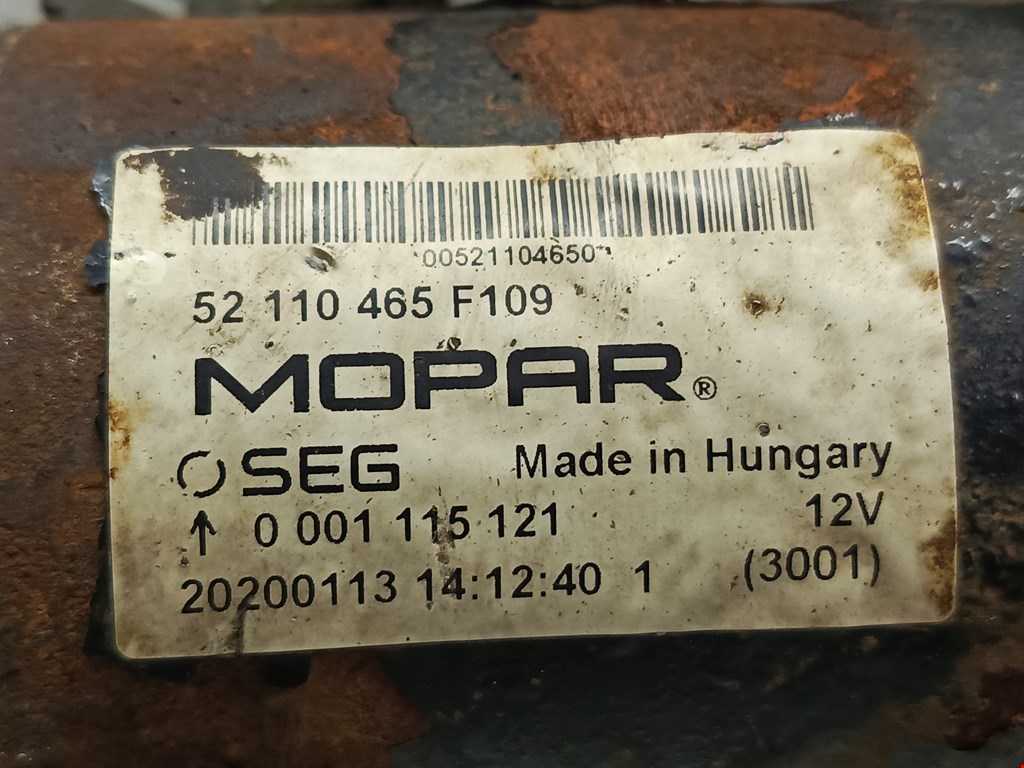 *00521104650*
52 110 465 F109
MOPAR®
SEG Made in Hungary
↑ 0 001 115 121 12V
20200113 14:12:40 1 (3001)